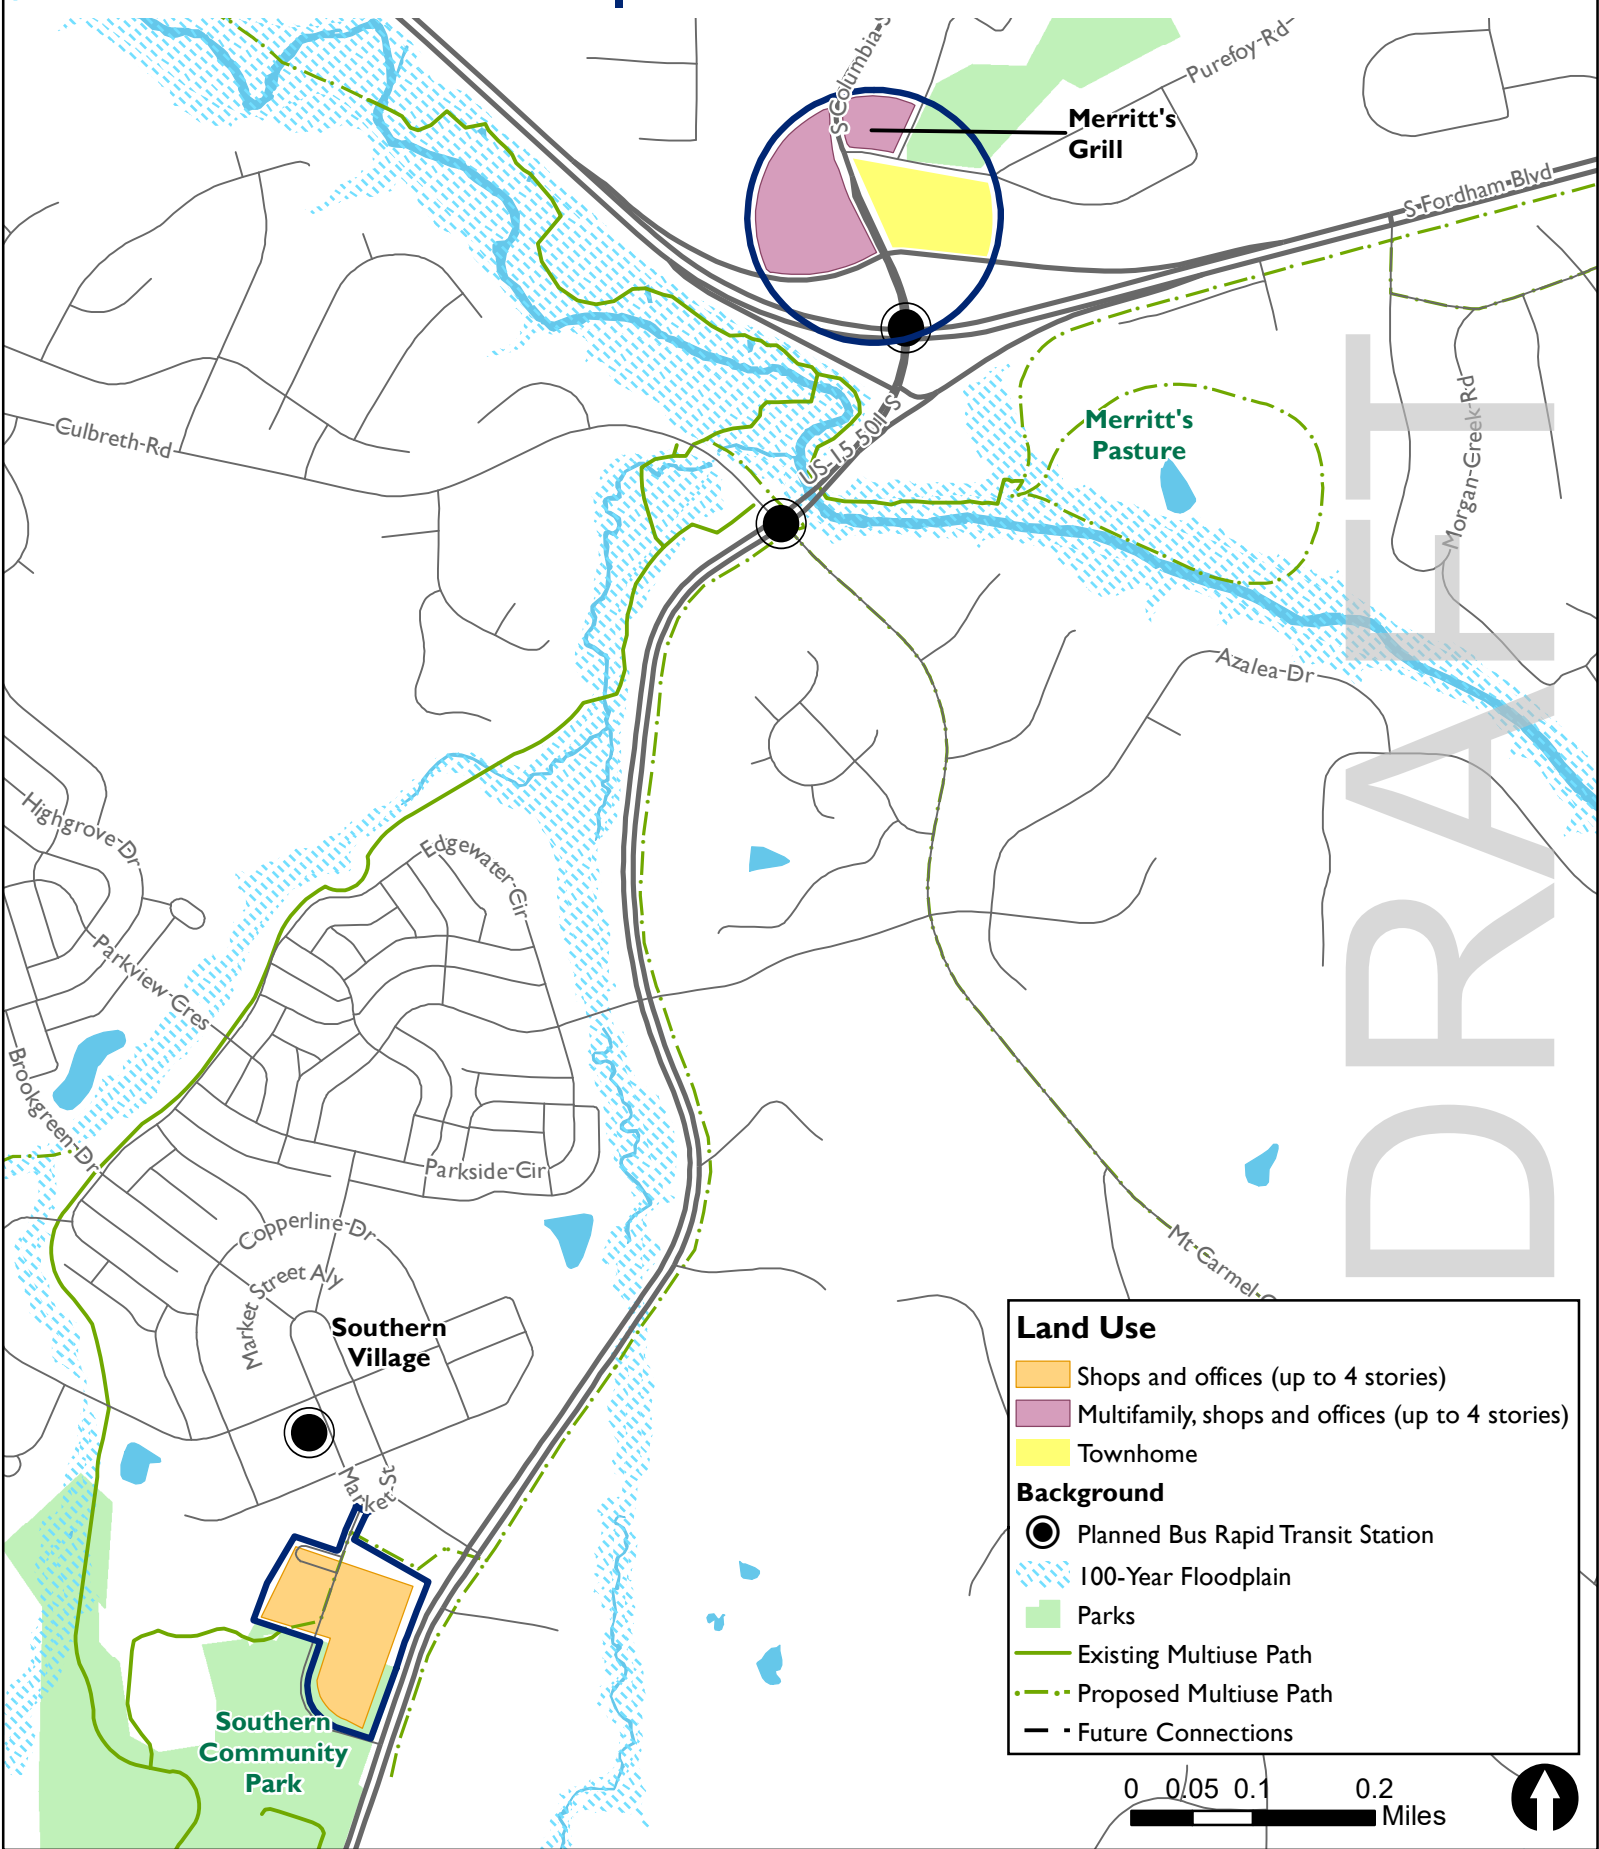 S-Columbia-S
Purefoy-Rd
Merritt's
Grill
S-Fordham-Blvd
Culbreth-Rd
US-15-501-S
Merritt's
Pasture
Morgan-Creek-Rd
Azalea-Dr
DRAFT
Highgrove-Dr
Edgewater-Cir
Parkview-Cres
Brookgreen-Dr
Parkside-Cir
Copperline-Dr
Market Street Aly
Southern
Village
Mt-Carmel-
Market-St
Southern
Community
Park
Land Use
Shops and offices (up to 4 stories)
Multifamily, shops and offices (up to 4 stories)
Townhome
Background
Planned Bus Rapid Transit Station
100-Year Floodplain
Parks
Existing Multiuse Path
Proposed Multiuse Path
Future Connections
0 0.05 0.1 0.2
Miles